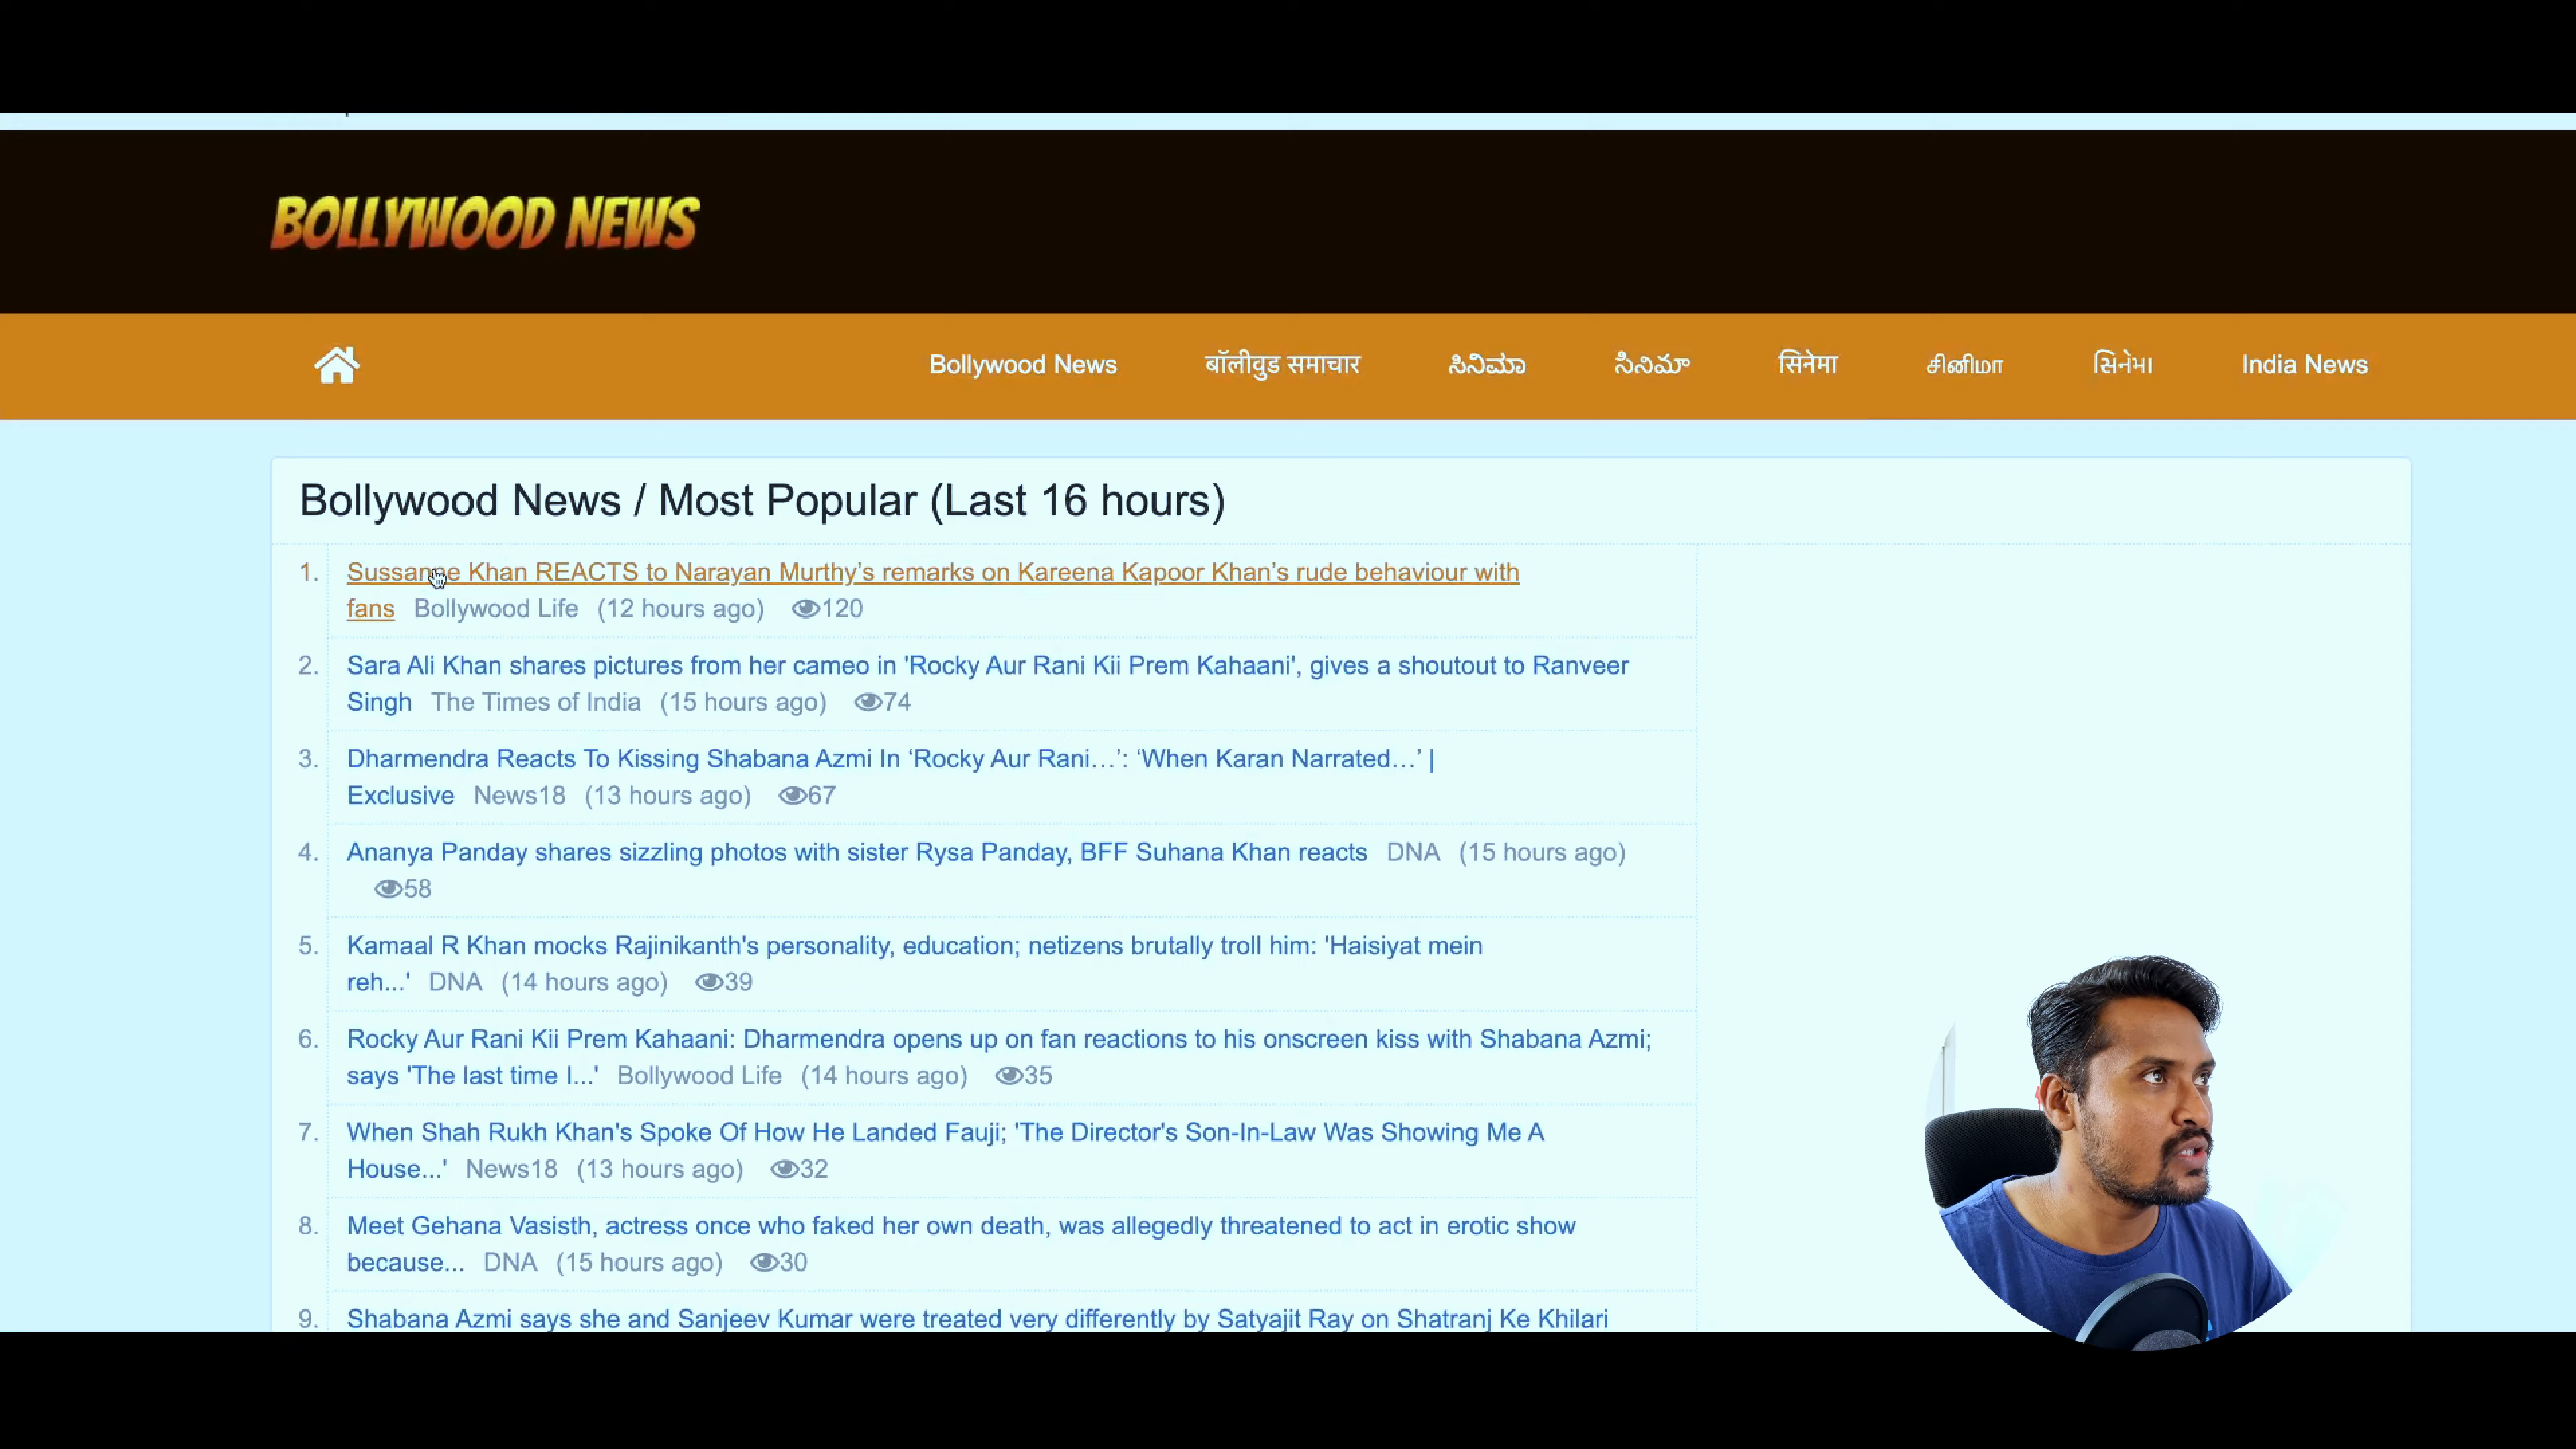 BOLLYWOOD NEWS
Bollywood News बॉलीवुड समाचार ಸಿನಿಮಾ సినిమా सिनेमा சினிமா સિનેમા India News
Bollywood News / Most Popular (Last 16 hours)
1. Sussanne Khan REACTS to Narayan Murthy’s remarks on Kareena Kapoor Khan’s rude behaviour with
fans Bollywood Life (12 hours ago) 120
2. Sara Ali Khan shares pictures from her cameo in 'Rocky Aur Rani Kii Prem Kahaani', gives a shoutout to Ranveer
Singh The Times of India (15 hours ago) 74
3. Dharmendra Reacts To Kissing Shabana Azmi In ‘Rocky Aur Rani…’: ‘When Karan Narrated…’ |
Exclusive News18 (13 hours ago) 67
4. Ananya Panday shares sizzling photos with sister Rysa Panday, BFF Suhana Khan reacts DNA (15 hours ago)
58
5. Kamaal R Khan mocks Rajinikanth's personality, education; netizens brutally troll him: 'Haisiyat mein
reh...' DNA (14 hours ago) 39
6. Rocky Aur Rani Kii Prem Kahaani: Dharmendra opens up on fan reactions to his onscreen kiss with Shabana Azmi;
says 'The last time I...' Bollywood Life (14 hours ago) 35
7. When Shah Rukh Khan's Spoke Of How He Landed Fauji; 'The Director's Son-In-Law Was Showing Me A
House...' News18 (13 hours ago) 32
8. Meet Gehana Vasisth, actress once who faked her own death, was allegedly threatened to act in erotic show
because... DNA (15 hours ago) 30
9. Shabana Azmi says she and Sanjeev Kumar were treated very differently by Satyajit Ray on Shatranj Ke Khilari